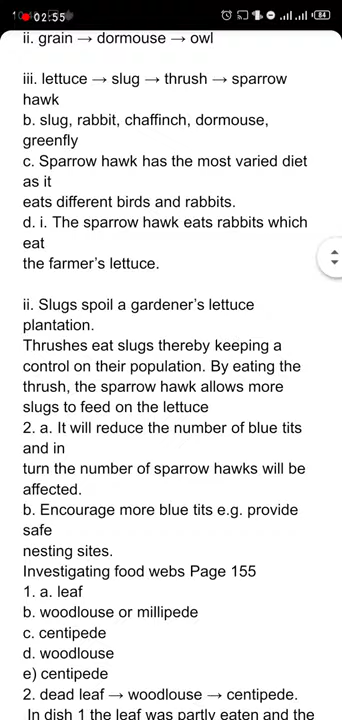 02:55
84
ii. grain → dormouse → owl
iii. lettuce → slug → thrush → sparrow
hawk
b. slug, rabbit, chaffinch, dormouse,
greenfly
c. Sparrow hawk has the most varied diet
as it
eats different birds and rabbits.
d. i. The sparrow hawk eats rabbits which
eat
the farmer's lettuce.
ii. Slugs spoil a gardener's lettuce
plantation.
Thrushes eat slugs thereby keeping a
control on their population. By eating the
thrush, the sparrow hawk allows more
slugs to feed on the lettuce
2. a. It will reduce the number of blue tits
and in
turn the number of sparrow hawks will be
affected.
b. Encourage more blue tits e.g. provide
safe
nesting sites.
Investigating food webs Page 155
1. a. leaf
b. woodlouse or millipede
c. centipede
d. woodlouse
e) centipede
2. dead leaf → woodlouse → centipede.
In dish 1 the leaf was partly eaten and the